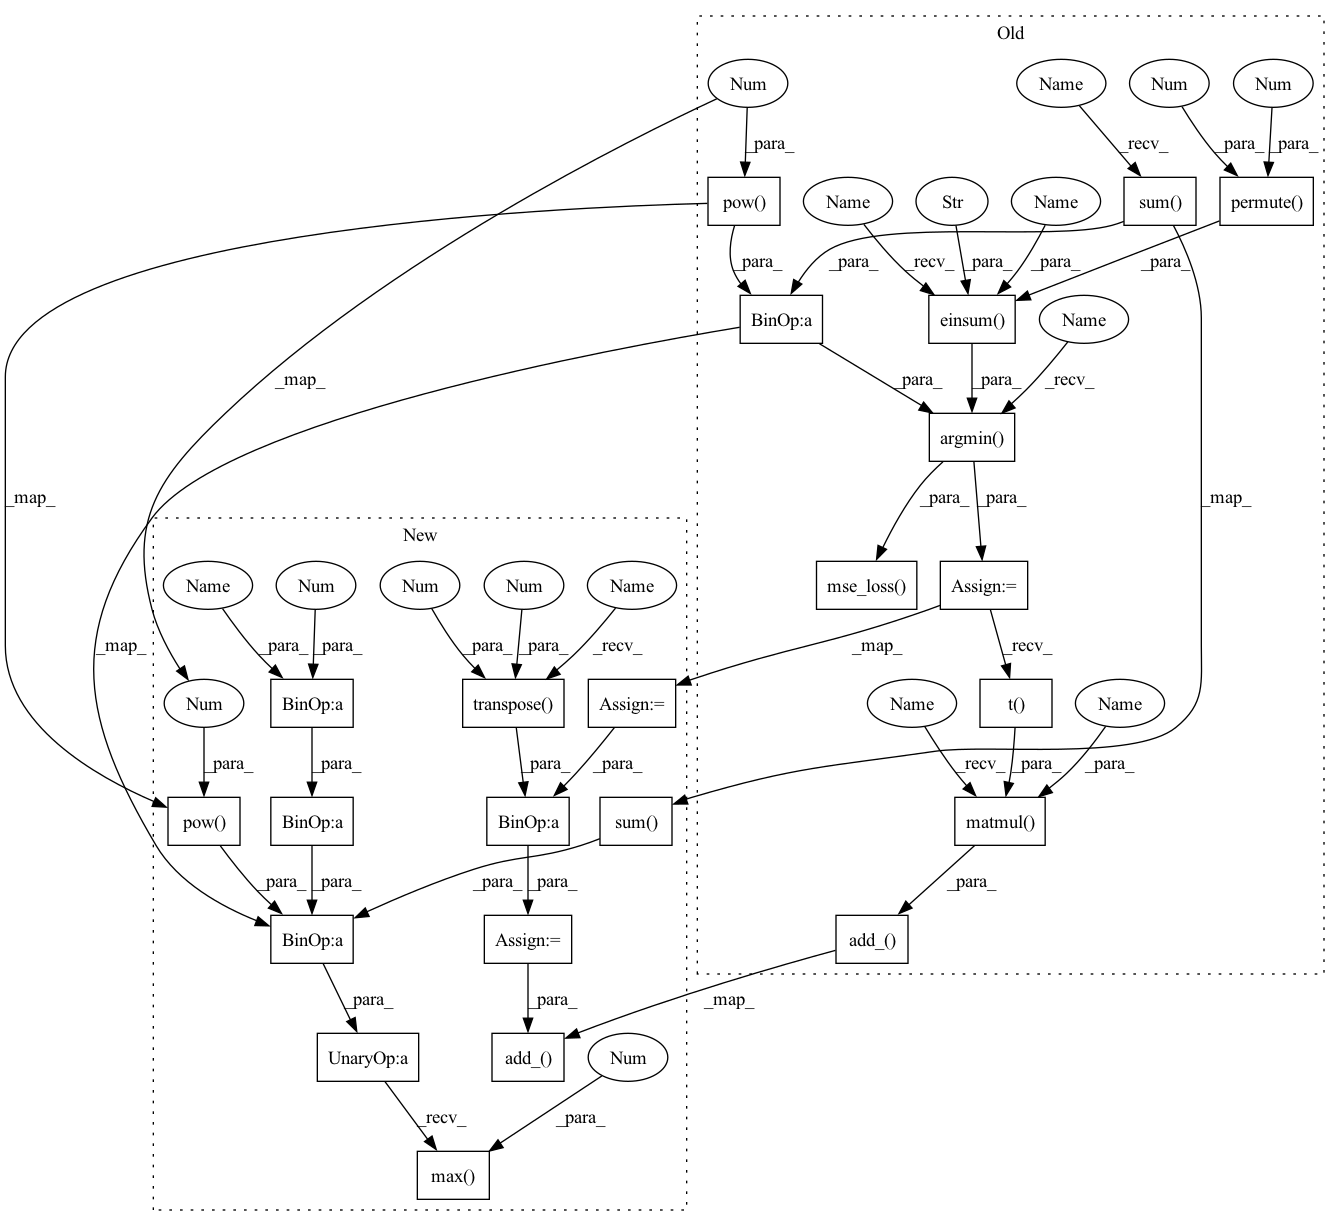 Old
Num
Name
Num
Num
_para_
_recv_
_para_
_para_
pow()
Name
Str
Name
sum()
permute()
_para_
_para_
_recv_
_para_
_para_
_para_
BinOp:a
einsum()
Name
_map_
_para_
_para_
_recv_
argmin()
_map_
_para_
_para_
_map_
New
Name
Num
Num
Num
Name
mse_loss()
Assign:=
_map_
_para_
_para_
_para_
_para_
_recv_
_map_
_recv_
Num
BinOp:a
transpose()
Assign:=
Name
t()
Name
_para_
_para_
_para_
_para_
_recv_
_para_
_para_
pow()
BinOp:a
BinOp:a
sum()
matmul()
_para_
_para_
_para_
_para_
_para_
BinOp:a
Assign:=
add_()
_para_
_para_
_map_
UnaryOp:a
add_()
Num
_recv_
_para_
max()